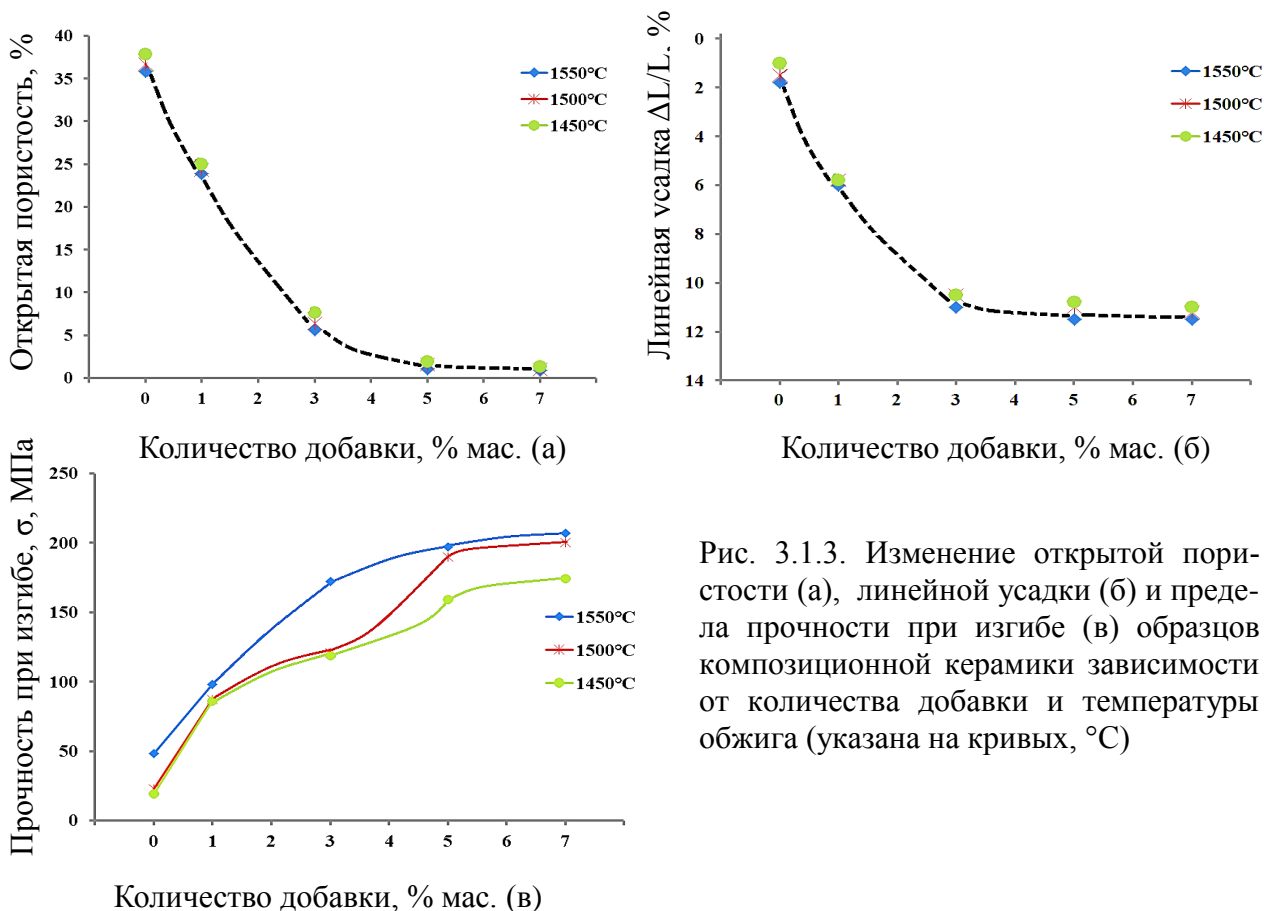 Открытая пористость, %
40
35
30
25
20
15
10
5
0
1550°C
1500°C
1450°C
0 1 2 3 4 5 6 7
Количество добавки, % мас. (а)
Линейная усадка ΔL/L. %
0
2
4
6
8
10
12
14
1550°C
1500°C
1450°C
0 1 2 3 4 5 6 7
Количество добавки, % мас. (б)
Прочность при изгибе, σ, МПа
250
200
150
100
50
0
1550°C
1500°C
1450°C
0 1 2 3 4 5 6 7
Количество добавки, % мас. (в)
Рис. 3.1.3. Изменение открытой пори-
стости (а), линейной усадки (б) и преде-
ла прочности при изгибе (в) образцов
композиционной керамики зависимости
от количества добавки и температуры
обжига (указана на кривых, °С)